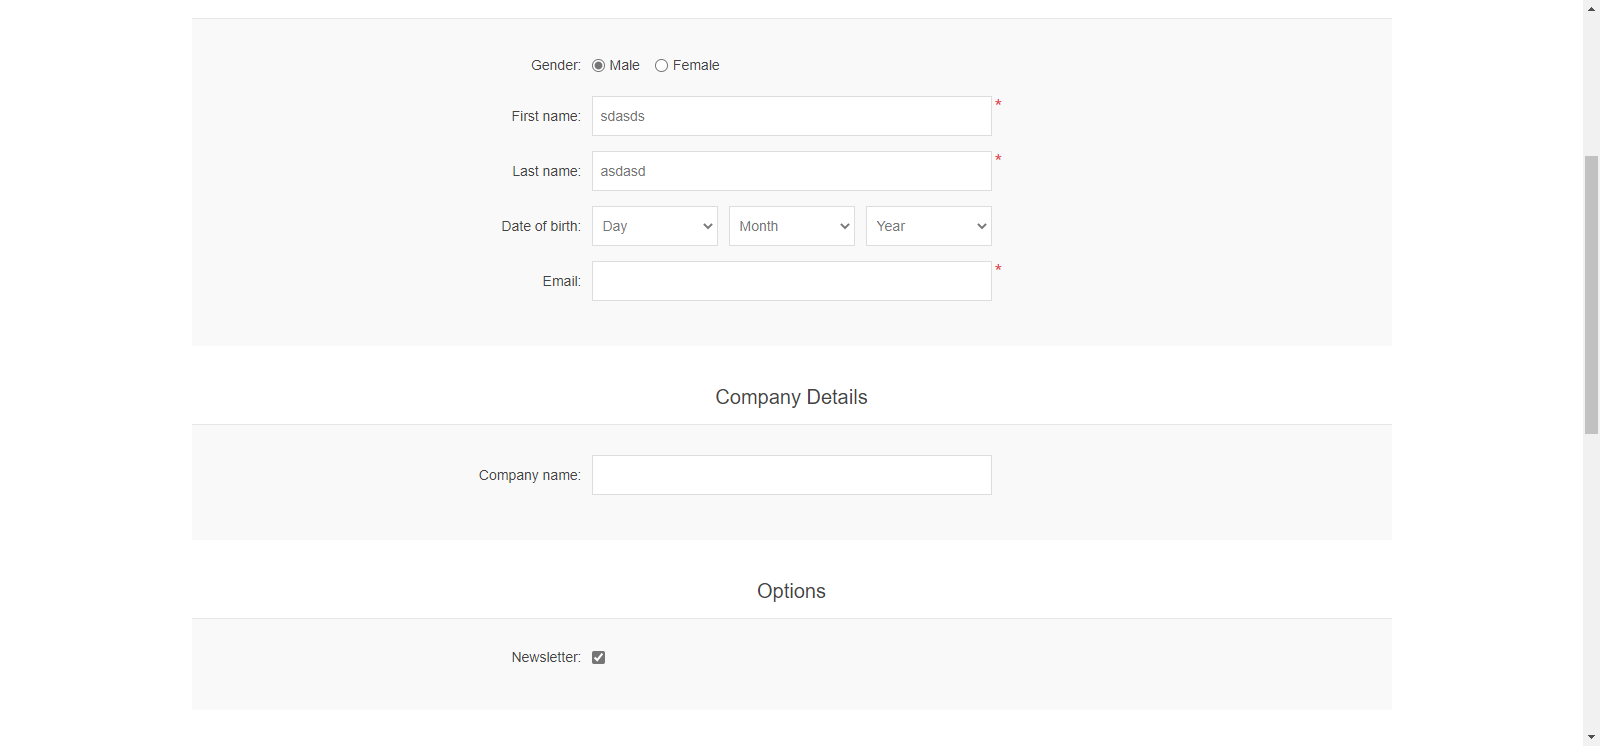 Gender: Male Female
First name: sdasds *
Last name: asdasd *
Date of birth: Day Month Year
Email: *
Company Details
Company name:
Options
Newsletter: